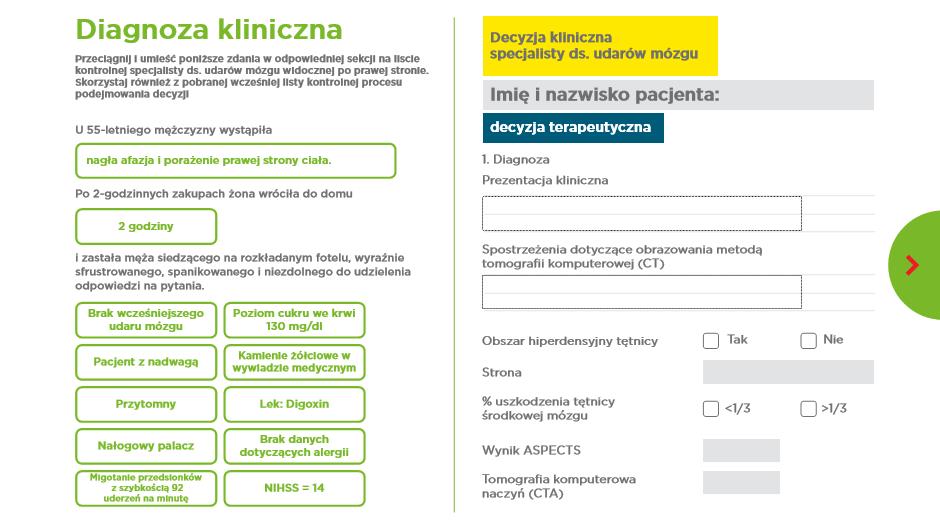 Diagnoza kliniczna
Przeciągnij i umieść poniższe zdania w odpowiedniej sekcji na liscie
kontrolnej specjalisty ds. udarów mózgu widocznej po prawej stronie.
Skorzystaj również z pobranej wcześniej listy kontrolnej procesu
podejmowania decyzji
U 55-letniego mężczyzny wystąpiła
nagła afazja i porażenie prawej strony ciała.
Po 2-godzinnych zakupach żona wróciła do domu
2 godziny
i zastała męża siedzącego na rozkładanym fotelu, wyraźnie
sfrustrowanego, spanikowanego i niezdolnego do udzielenia
odpowiedzi na pytania.
Brak wcześniejszego
udaru mózgu
Poziom cukru we krwi
130 mg/dl
Pacjent z nadwagą
Kamienie żółciowe w
wywiadzie medycznym
Przytomny
Lek: Digoxin
Nałogowy palacz
Brak danych
dotyczących alergii
Migotanie przedsionków
z szybkością 92
uderzeń na minutę
NIHSS = 14
Decyzja kliniczna
specjalisty ds. udarów mózgu
Imię i nazwisko pacjenta:
decyzja terapeutyczna
1. Diagnoza
Prezentacja kliniczna
Spostrzeżenia dotyczące obrazowania metodą
tomografii komputerowej (CT)
Obszar hiperdensyjny tętnicy
Tak
Nie
Strona
% uszkodzenia tętnicy
środkowej mózgu
<1/3
>1/3
Wynik ASPECTS
Tomografia komputerowa
naczyń (CTA)